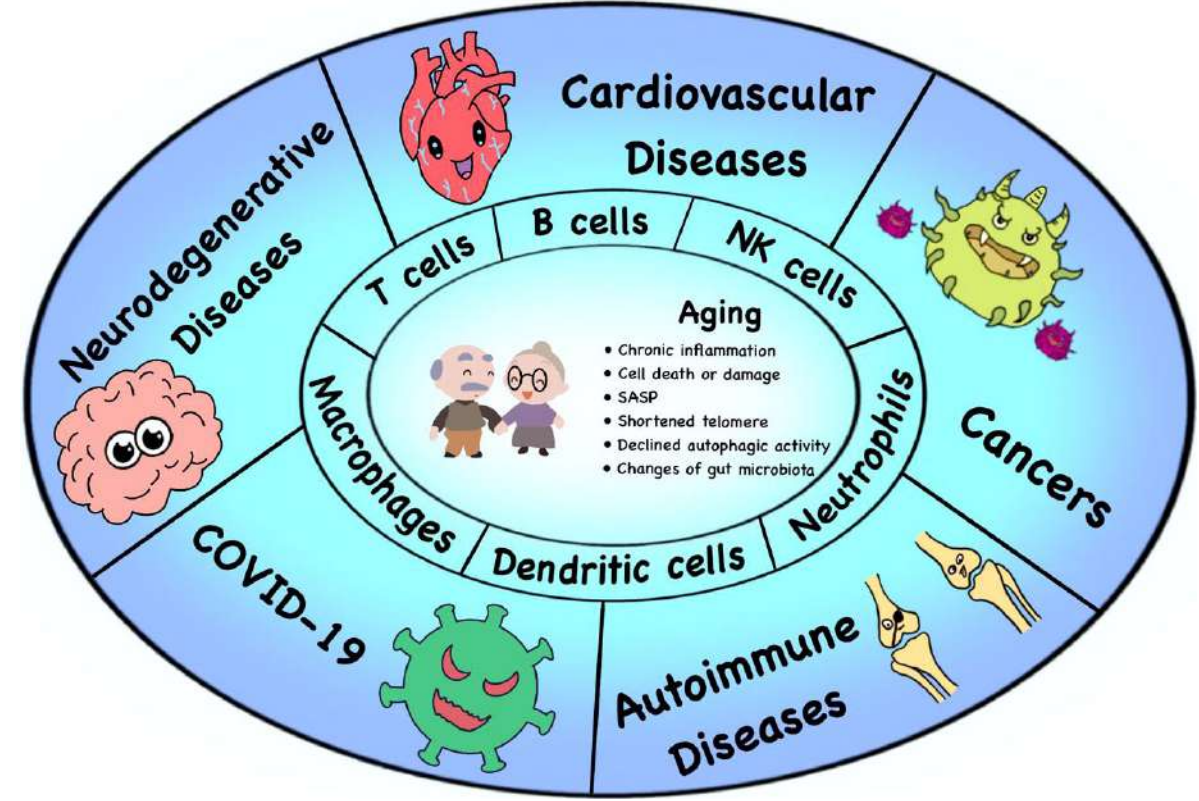 Cardiovascular
Diseases
Neurodegenerative
Diseases
T cells
B cells
NK cells
Aging
• Chronic inflammation
• Cell death or damage
• SASP
• Shortened telomere
• Declined autophagic activity
• Changes of gut microbiota
Macrophages
Neutrophils
Dendritic cells
Cancers
COVID-19
Autoimmune
Diseases